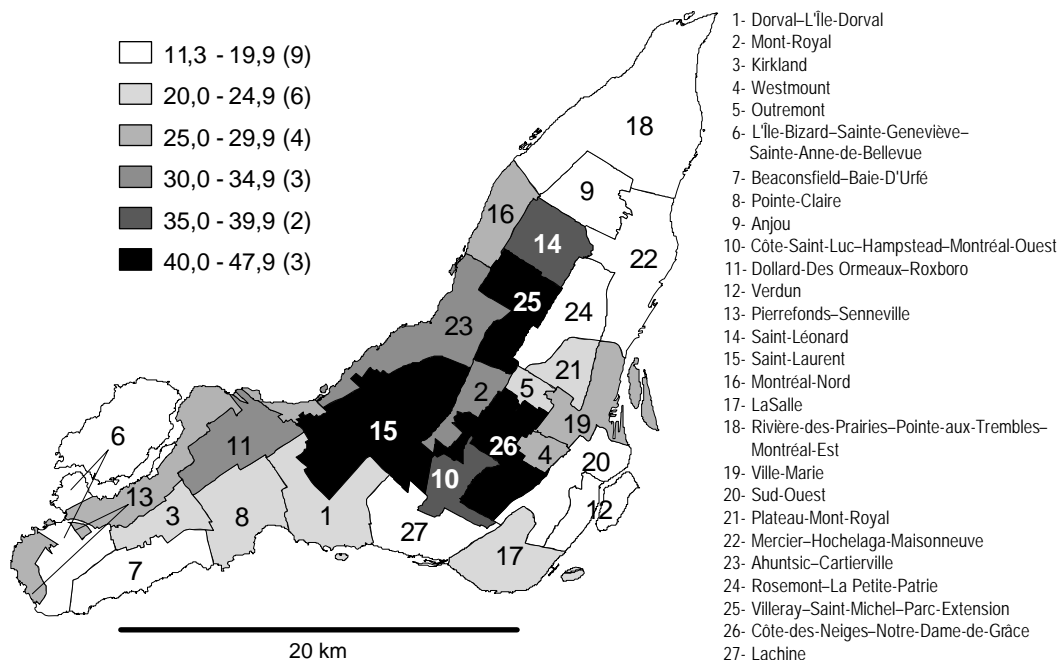 11,3 - 19,9 (9)
20,0 - 24,9 (6)
25,0 - 29,9 (4)
30,0 - 34,9 (3)
35,0 - 39,9 (2)
40,0 - 47,9 (3)
18
9
16
14
22
25
24
23
21
2
5
19
15
26
4
6
11
20
10
13
12
3
8
1
27
17
7
20 km
1- Dorval–L'Île-Dorval
2- Mont-Royal
3- Kirkland
4- Westmount
5- Outremont
6- L'Île-Bizard–Sainte-Geneviève–
Sainte-Anne-de-Bellevue
7- Beaconsfield–Baie-D'Urfé
8- Pointe-Claire
9- Anjou
10- Côte-Saint-Luc–Hampstead–Montréal-Ouest
11- Dollard-Des Ormeaux–Roxboro
12- Verdun
13- Pierrefonds–Senneville
14- Saint-Léonard
15- Saint-Laurent
16- Montréal-Nord
17- LaSalle
18- Rivière-des-Prairies–Pointe-aux-Trembles–
Montréal-Est
19- Ville-Marie
20- Sud-Ouest
21- Plateau-Mont-Royal
22- Mercier–Hochelaga-Maisonneuve
23- Ahuntsic–Cartierville
24- Rosemont–La Petite-Patrie
25- Villeray–Saint-Michel–Parc-Extension
26- Côte-des-Neiges–Notre-Dame-de-Grâce
27- Lachine